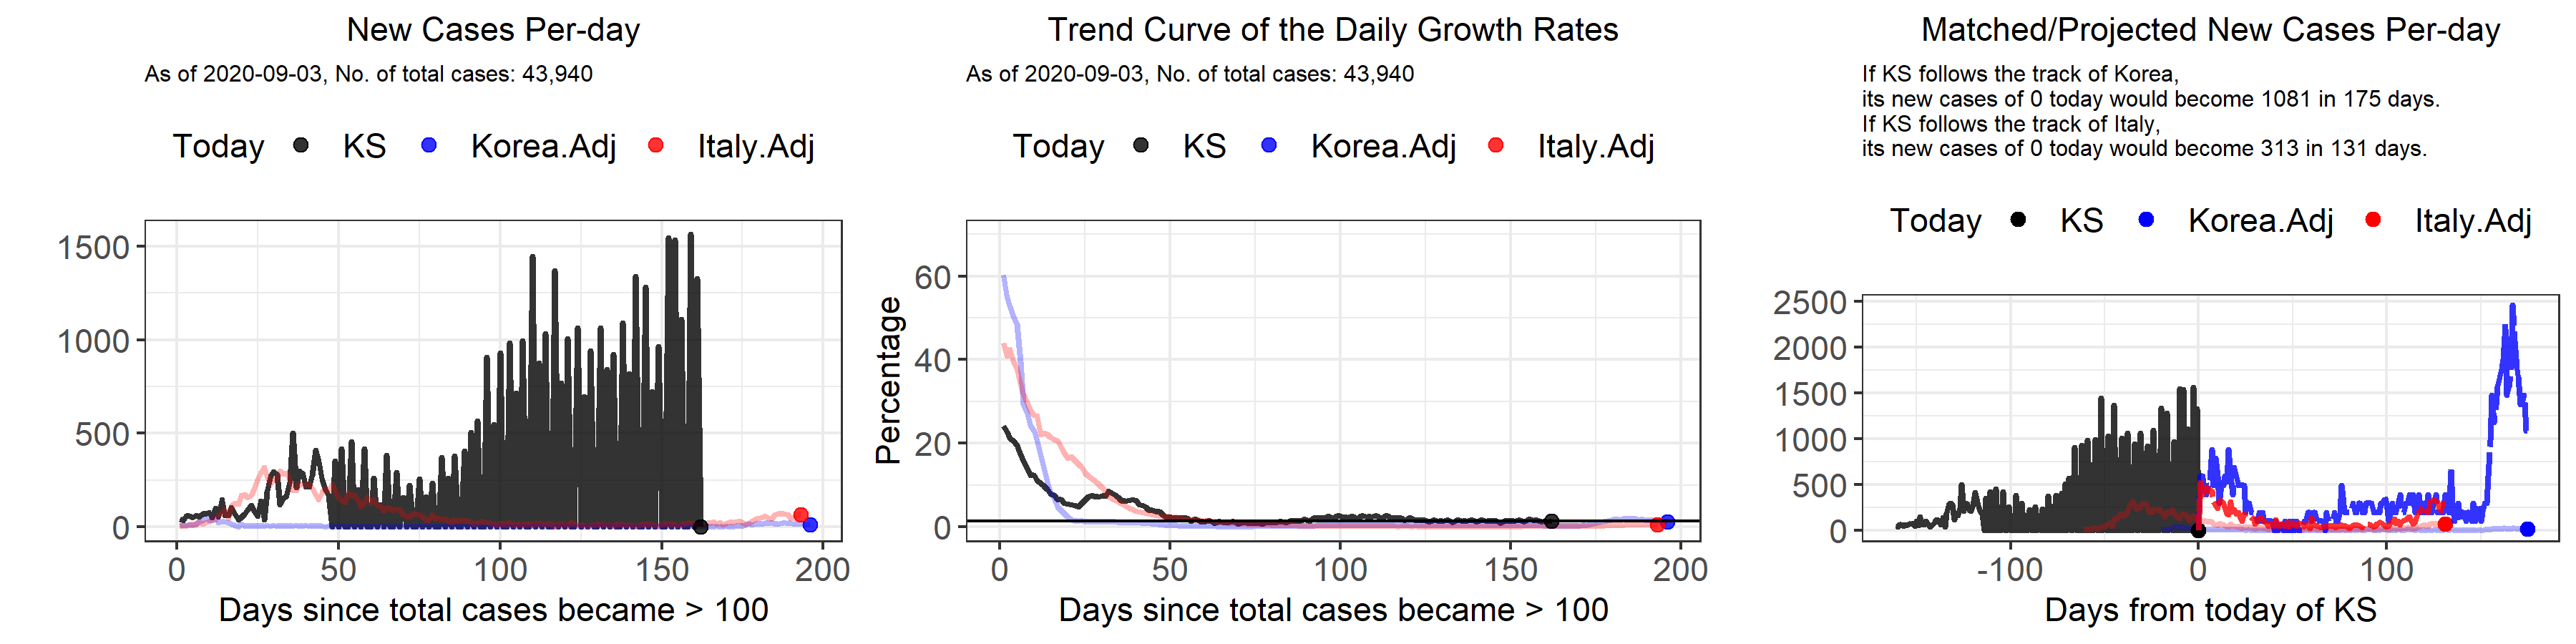 New Cases Per-day
As of 2020-09-03, No. of total cases: 43,940
Today KS Korea.Adj Italy.Adj
1500
1000
500
0
0 50 100 150 200
Days since total cases became > 100
Trend Curve of the Daily Growth Rates
As of 2020-09-03, No. of total cases: 43,940
Today KS Korea.Adj Italy.Adj
Percentage
60
40
20
0
0 50 100 150 200
Days since total cases became > 100
Matched/Projected New Cases Per-day
If KS follows the track of Korea,
its new cases of 0 today would become 1081 in 175 days.
If KS follows the track of Italy,
its new cases of 0 today would become 313 in 131 days.
Today KS Korea.Adj Italy.Adj
2500
2000
1500
1000
500
0
-100 0 100
Days from today of KS